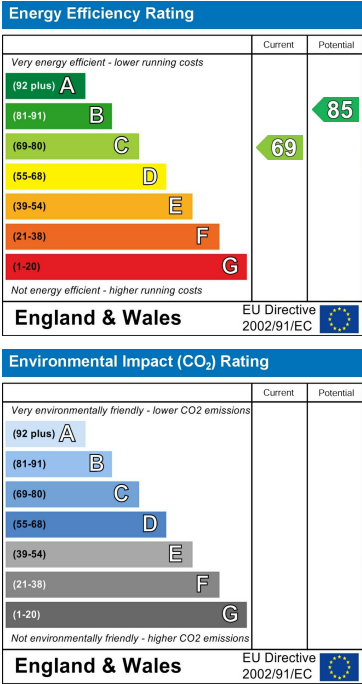 Energy Efficiency Rating
Current Potential
Very energy efficient - lower running costs
(92 plus) A
(81-91) B
85
(69-80) C
69
(55-68) D
(39-54) E
(21-38) F
(1-20) G
Not energy efficient - higher running costs
England & Wales
EU Directive
2002/91/EC
Environmental Impact (CO₂) Rating
Current Potential
Very environmentally friendly - lower CO2 emissions
(92 plus) A
(81-91) B
(69-80) C
(55-68) D
(39-54) E
(21-38) F
(1-20) G
Not environmentally friendly - higher CO2 emissions
England & Wales
EU Directive
2002/91/EC